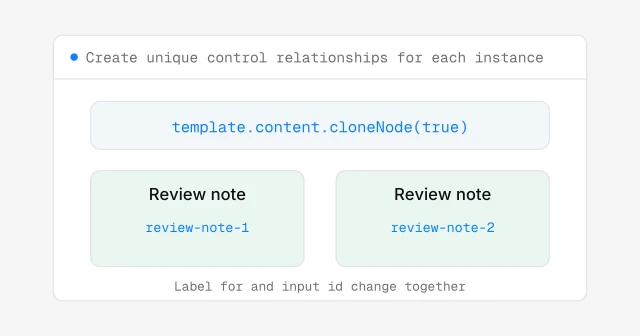 Create unique control relationships for each instance
template.content.cloneNode(true)
Review note
review-note-1
Review note
review-note-2
Label for and input id change together